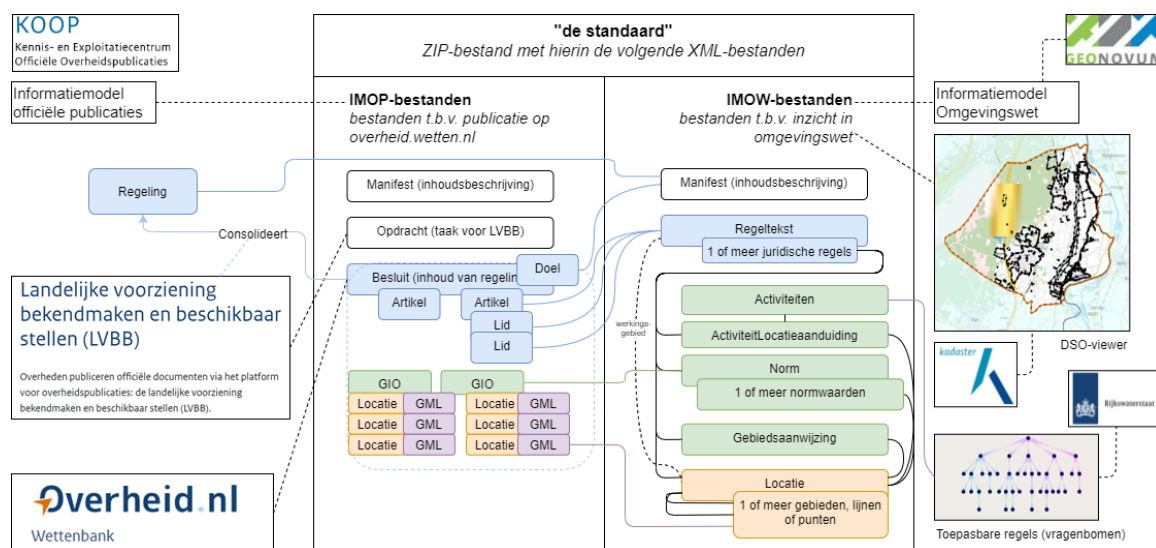 KOOP
Kennis- en Exploitatiecentrum
Officiële Overheidspublicaties
Informatiemodel
officiële publicaties
"de standaard"
ZIP-bestand met hierin de volgende XML-bestanden
GEONOVUM
Informatiemodel
Omgevingswet
IMOP-bestanden
bestanden t.b.v. publicatie op
overheid.wetten.nl
IMOW-bestanden
bestanden t.b.v. inzicht in
omgevingswet
Regeling
Consolideert
Manifest (inhoudsbeschrijving)
Opdracht (taak voor LVBB)
Besluit (inhoud van regelin
Doel
Artikel
Artikel
Lid
Lid
GIO
GIO
Locatie GML Locatie GML
Locatie GML Locatie GML
Locatie GML Locatie GML
Manifest (inhoudsbeschrijving)
Regeltekst
1 of meer juridische regels
werkings-
gebied
Activiteiten
ActiviteitLocatieaanduiding
Norm
1 of meer normwaarden
Gebiedsaanwijzing
Locatie
1 of meer gebieden, lijnen
of punten
Landelijke voorziening
bekendmaken en beschikbaar
stellen (LVBB)
Overheden publiceren officiële documenten via het platform
voor overheidspublicaties: de landelijke voorziening
bekendmaken en beschikbaar stellen (LVBB).
Overheid.nl
Wettenbank
DSO-viewer
kadaster
Rijkswaterstaat
Toepasbare regels (vragenbomen)